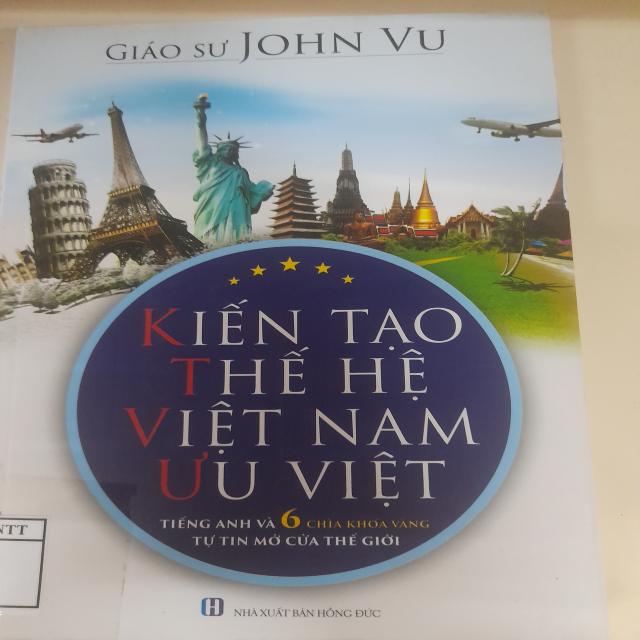 GIÁO SƯ JOHN VU
KIẾN TẠO
THẾ HỆ
VIỆT NAM
ƯU VIỆT
TIẾNG ANH VÀ 6 CHÌA KHÓA VÀNG
TỰ TIN MỞ CỬA THẾ GIỚI
NTT
H NHÀ XUẤT BẢN HỒNG ĐỨC